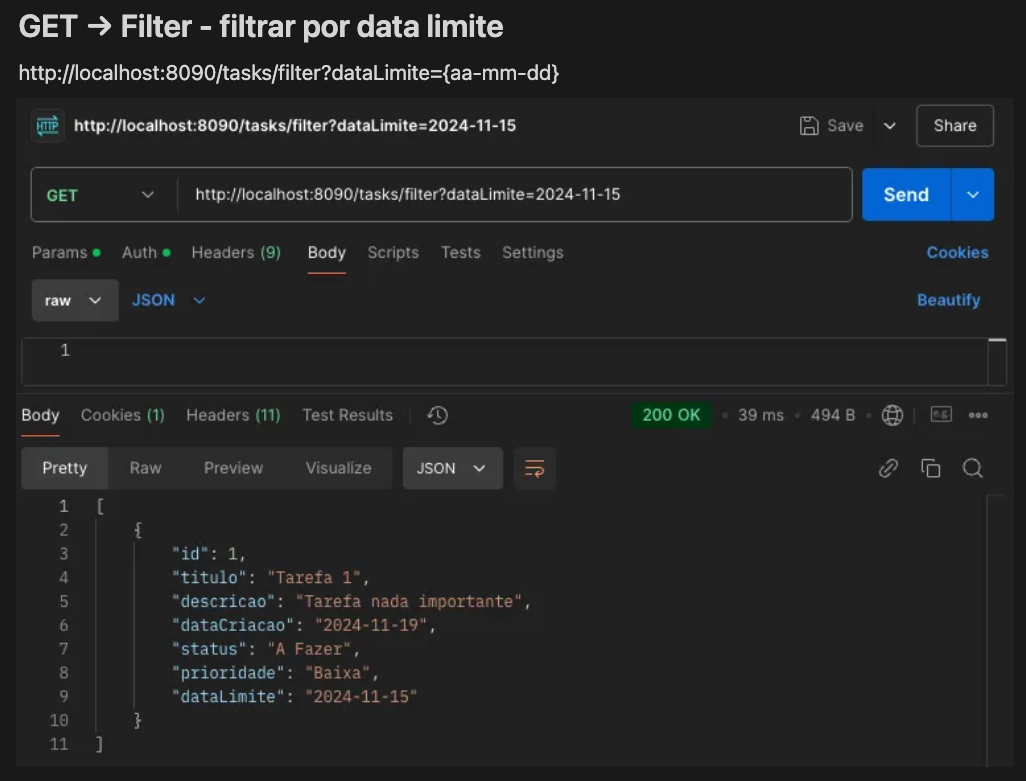 GET → Filter - filtrar por data limite
http://localhost:8090/tasks/filter?dataLimite={aa-mm-dd}
HTTP http://localhost:8090/tasks/filter?dataLimite=2024-11-15 Save Share
GET http://localhost:8090/tasks/filter?dataLimite=2024-11-15 Send
Params Auth Headers (9) Body Scripts Tests Settings Cookies
raw JSON Beautify
1
Body Cookies (1) Headers (11) Test Results 200 OK 39 ms 494 B e.g.
Pretty Raw Preview Visualize JSON
1 [
2 {
3 "id": 1,
4 "titulo": "Tarefa 1",
5 "descricao": "Tarefa nada importante",
6 "dataCriacao": "2024-11-19",
7 "status": "A Fazer",
8 "prioridade": "Baixa",
9 "dataLimite": "2024-11-15"
10 }
11 ]